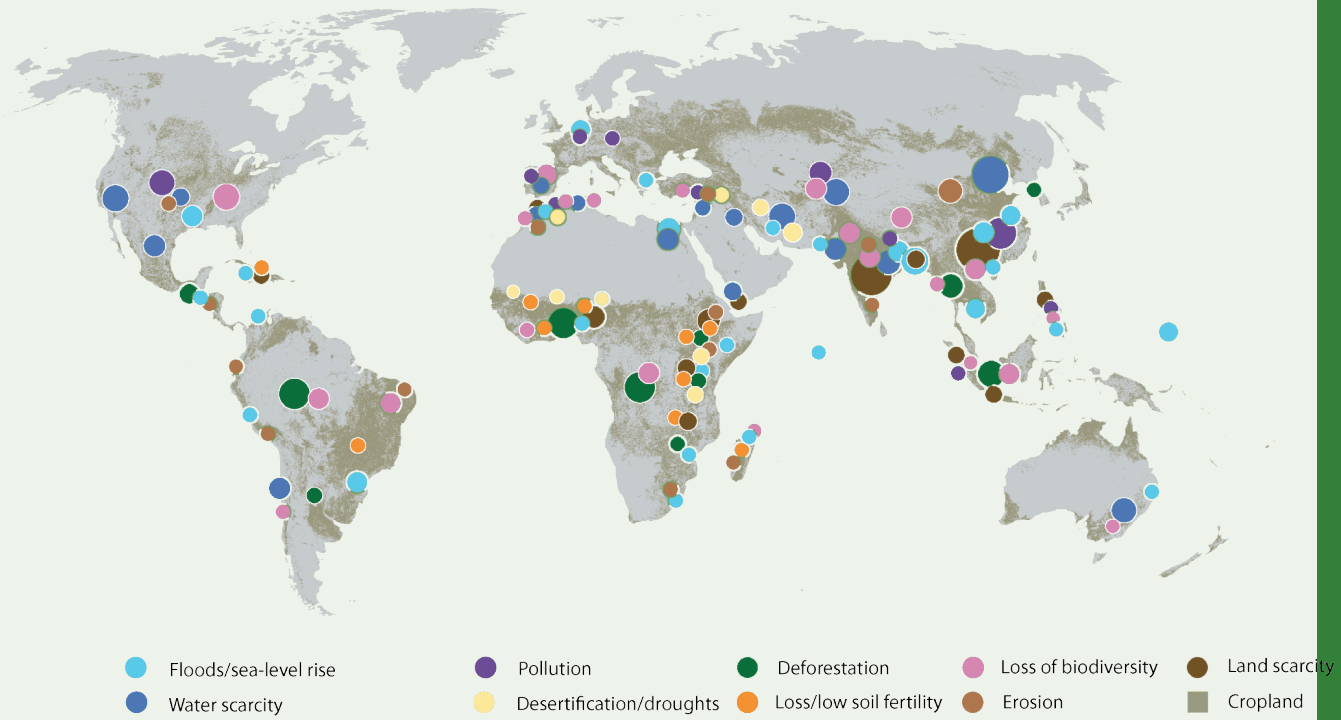 Floods/sea-level rise
Pollution
Deforestation
Loss of biodiversity
Land scarcity
Water scarcity
Desertification/droughts
Loss/low soil fertility
Erosion
Cropland